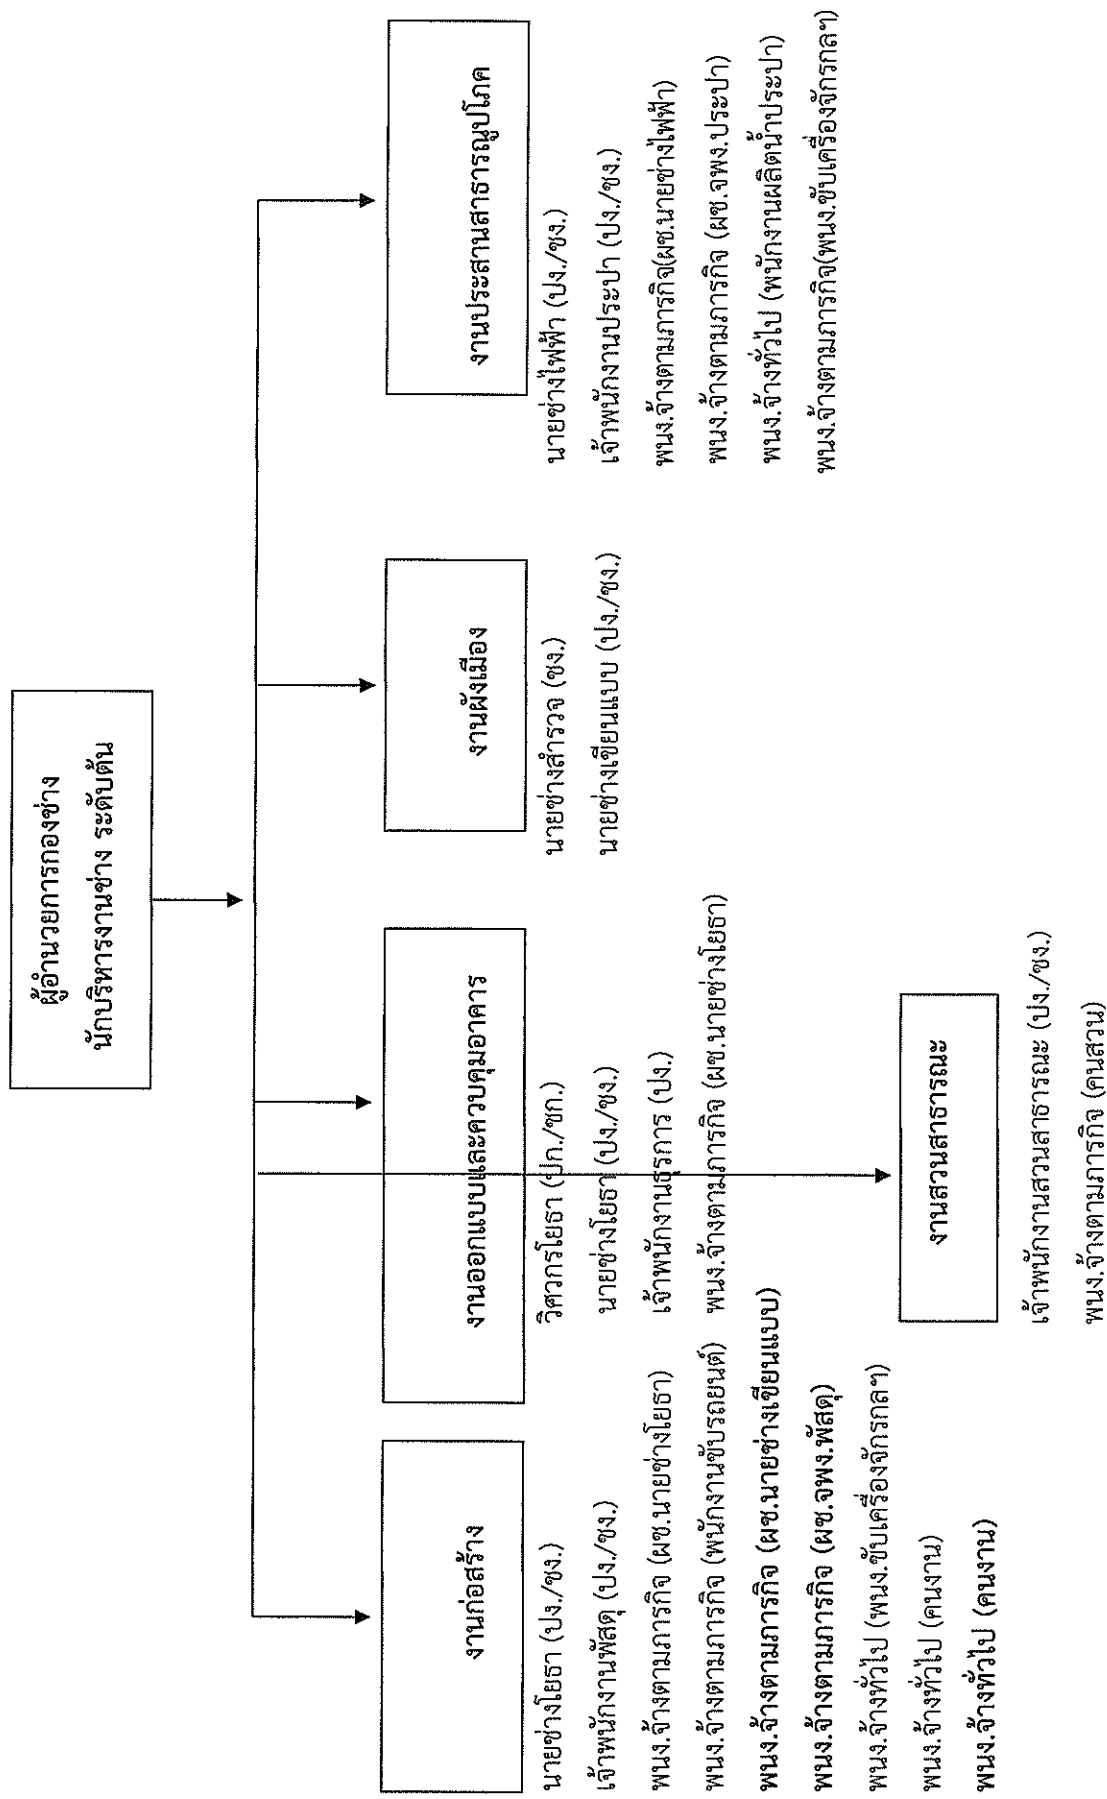 ผู้อำนวยการกองช่าง
นักบริหารงานช่าง ระดับต้น
งานก่อสร้าง
นายช่างโยธา (ปง./ชง.)
เจ้าพนักงานพัสดุ (ปง./ชง.)
พนง.จ้างตามภารกิจ (ผช.นายช่างโยธา)
พนง.จ้างตามภารกิจ (พนักงานขับรถยนต์)
พนง.จ้างตามภารกิจ (ผช.นายช่างเขียนแบบ)
พนง.จ้างตามภารกิจ (ผช.จพง.พัสดุ)
พนง.จ้างทั่วไป (พนง.ขับเครื่องจักรกลฯ)
พนง.จ้างทั่วไป (คนงาน)
พนง.จ้างทั่วไป (คนงาน)
งานออกแบบและควบคุมอาคาร
วิศวกรโยธา (ปก./ชก.)
นายช่างโยธา (ปง./ชง.)
เจ้าพนักงานธุรการ (ปง.)
พนง.จ้างตามภารกิจ (ผช.นายช่างโยธา)
งานผังเมือง
นายช่างสำรวจ (ชง.)
นายช่างเขียนแบบ (ปง./ชง.)
งานประสานสาธารณูปโภค
นายช่างไฟฟ้า (ปง./ชง.)
เจ้าพนักงานประปา (ปง./ชง.)
พนง.จ้างตามภารกิจ(ผช.นายช่างไฟฟ้า)
พนง.จ้างตามภารกิจ (ผช.จพง.ประปา)
พนง.จ้างทั่วไป (พนักงานผลิตน้ำประปา)
พนง.จ้างตามภารกิจ(พนง.ขับเครื่องจักรกลฯ)
งานสวนสาธารณะ
เจ้าพนักงานสวนสาธารณะ (ปง./ชง.)
พนง.จ้างตามภารกิจ (คนสวน)